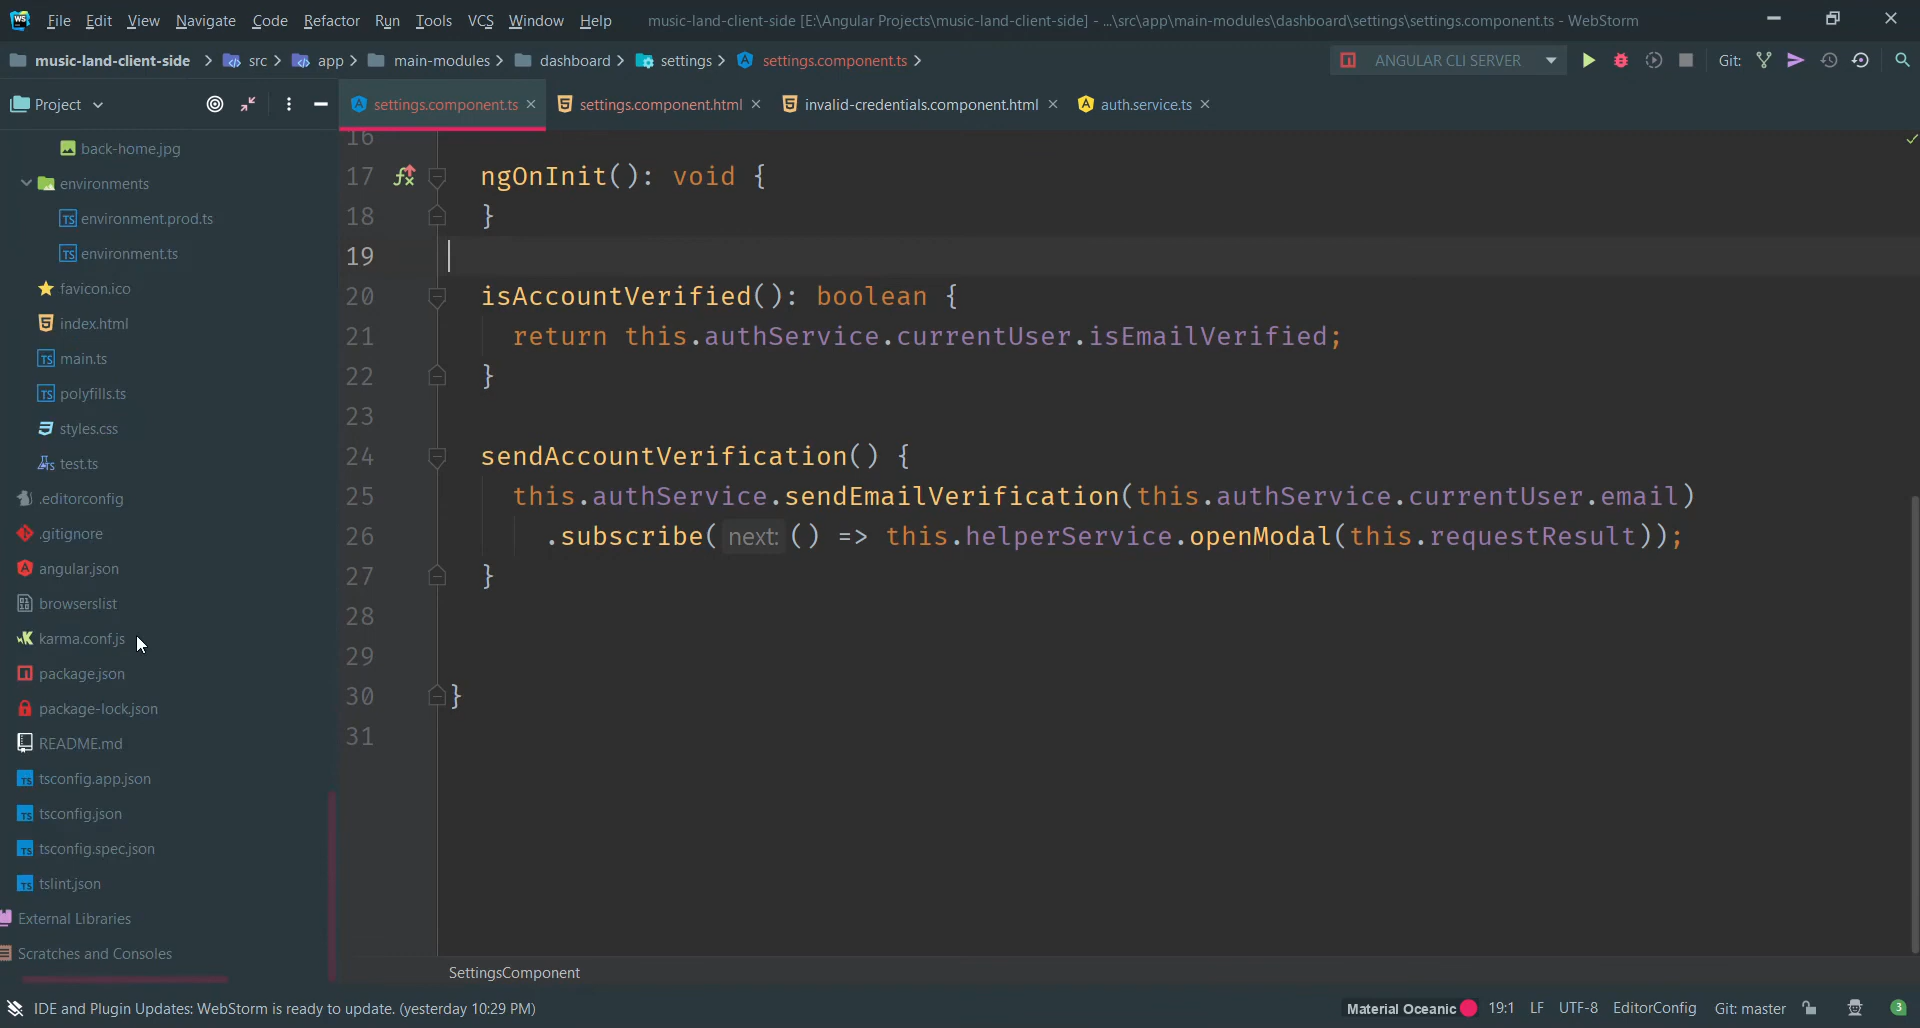 WS File Edit View Navigate Code Refactor Run Tools VCS Window Help music-land-client-side [E:\Angular Projects\music-land-client-side] - ...\src\app\main-modules\dashboard\settings\settings.component.ts - WebStorm
music-land-client-side src app main-modules dashboard settings settings.component.ts ANGULAR CLI SERVER Git:
Project settings.component.ts settings.component.html invalid-credentials.component.html auth.service.ts
back-home.jpg
environments
environment.prod.ts
environment.ts
favicon.ico
index.html
main.ts
polyfills.ts
styles.css
test.ts
.editorconfig
.gitignore
angular.json
browserslist
karma.conf.js
package.json
package-lock.json
README.md
tsconfig.app.json
tsconfig.json
tsconfig.spec.json
tslint.json
External Libraries
Scratches and Consoles
16
17 ngOnInit(): void {
18 }
19
20 isAccountVerified(): boolean {
21 return this.authService.currentUser.isEmailVerified;
22 }
23
24 sendAccountVerification() {
25 this.authService.sendEmailVerification(this.authService.currentUser.email)
26 .subscribe( next: () => this.helperService.openModal(this.requestResult));
27 }
28
29
30 }
31
SettingsComponent
IDE and Plugin Updates: WebStorm is ready to update. (yesterday 10:29 PM) Material Oceanic 19:1 LF UTF-8 EditorConfig Git: master 3